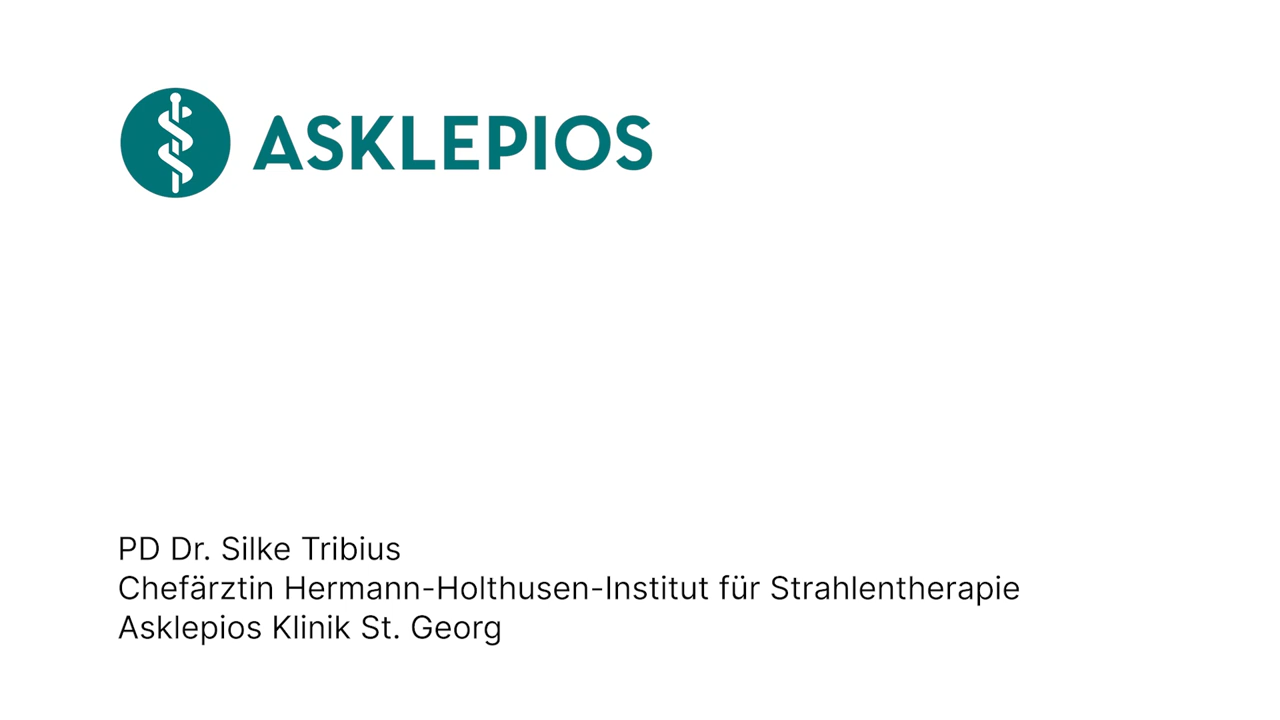 ASKLEPIOS
PD Dr. Silke Tribius
Chefärztin Hermann-Holthusen-Institut für Strahlentherapie
Asklepios Klinik St. Georg